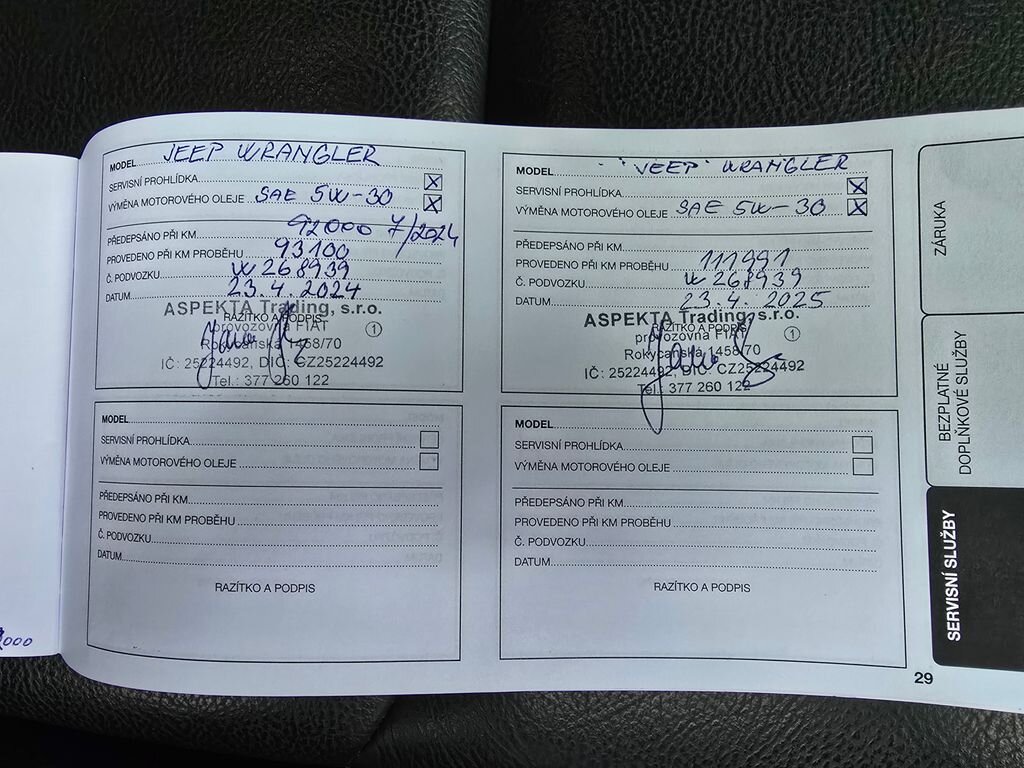 MODEL JEEP WRANGLER
SERVISNÍ PROHLÍDKA X
VÝMĚNA MOTOROVÉHO OLEJE SAE 5W-30 X
PŘEDEPSÁNO PŘI KM 92000 7/2024
PROVEDENO PŘI KM PROBĚHU 93100
Č. PODVOZKU W268939
DATUM 23.4.2024
ASPEKTA Trading, s.r.o.
RAZÍTKO A PODPIS
provozovna FIAT 1
Rokycanská 1458/70
IČ: 25224492, DIČ: CZ25224492
Tel.: 377 260 122
MODEL JEEP WRANGLER
SERVISNÍ PROHLÍDKA X
VÝMĚNA MOTOROVÉHO OLEJE SAE 5W-30 X
PŘEDEPSÁNO PŘI KM
PROVEDENO PŘI KM PROBĚHU 111991
Č. PODVOZKU W268939
DATUM 23.4.2025
ASPEKTA Trading, s.r.o.
RAZÍTKO A PODPIS
provozovna FIAT 1
Rokycanská 1458/70
IČ: 25224492, DIČ: CZ25224492
Tel.: 377 260 122
MODEL
SERVISNÍ PROHLÍDKA
VÝMĚNA MOTOROVÉHO OLEJE
PŘEDEPSÁNO PŘI KM
PROVEDENO PŘI KM PROBĚHU
Č. PODVOZKU
DATUM
RAZÍTKO A PODPIS
MODEL
SERVISNÍ PROHLÍDKA
VÝMĚNA MOTOROVÉHO OLEJE
PŘEDEPSÁNO PŘI KM
PROVEDENO PŘI KM PROBĚHU
Č. PODVOZKU
DATUM
RAZÍTKO A PODPIS
ZÁRUKA
BEZPLATNÉ
DOPLŇKOVÉ SLUŽBY
SERVISNÍ SLUŽBY
29